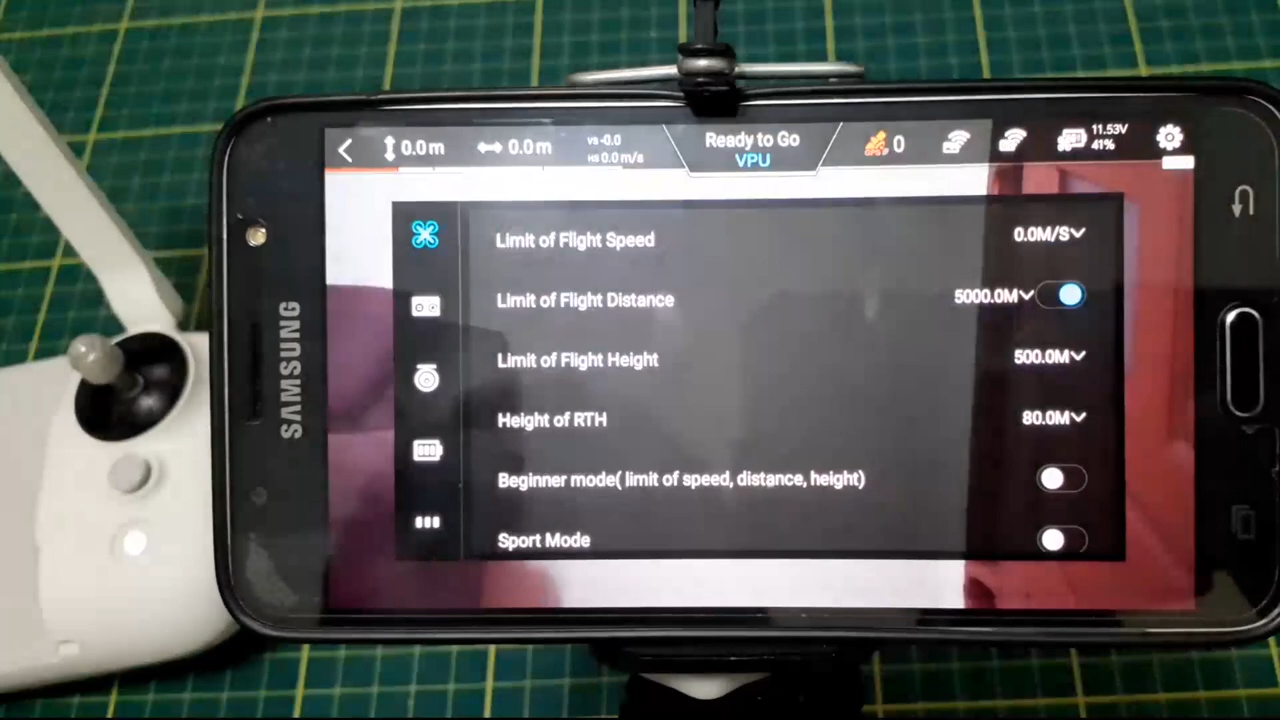 0.0m
0.0m
vs -0.0
HS 0.0 m/s
Ready to Go
VPU
0
11.53V
41%
Limit of Flight Speed
0.0M/S
Limit of Flight Distance
5000.0M
Limit of Flight Height
500.0M
Height of RTH
80.0M
Beginner mode( limit of speed, distance, height)
Sport Mode
SAMSUNG